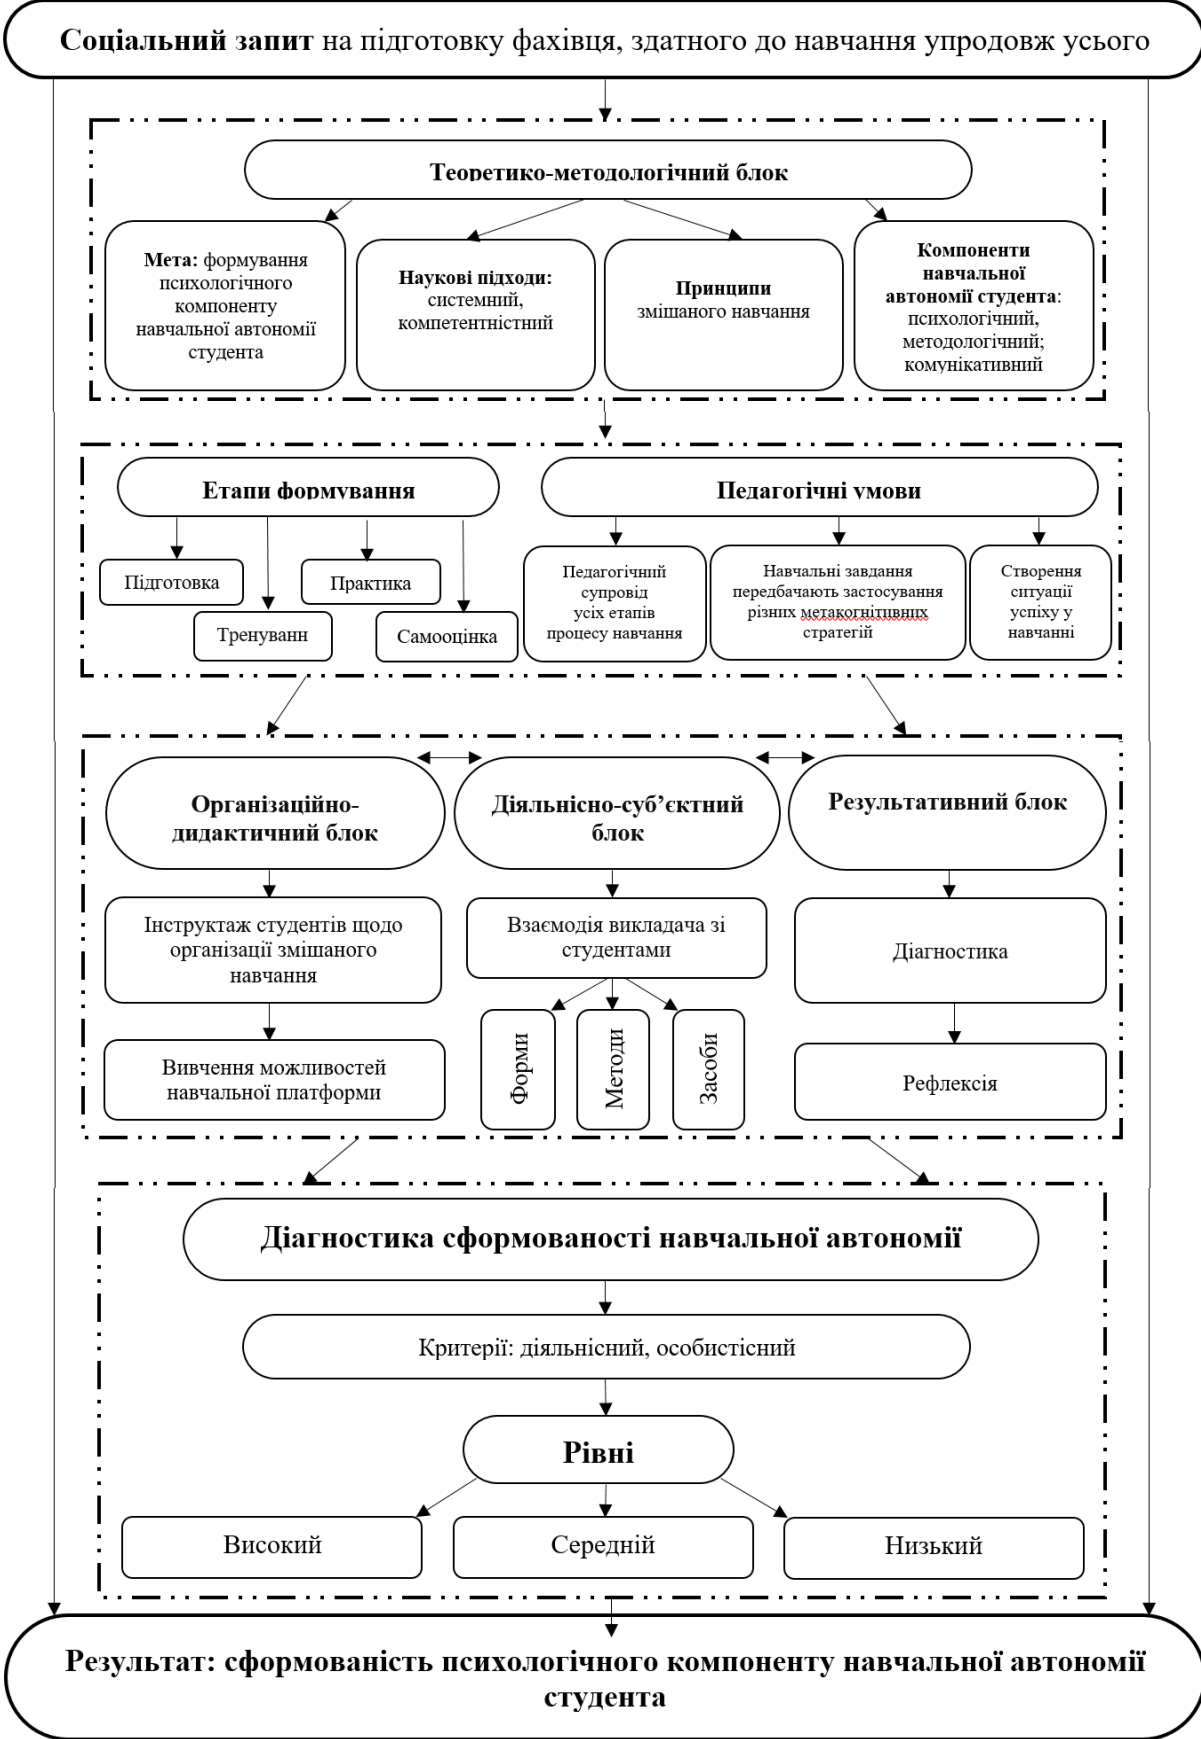 Соціальний запит на підготовку фахівця, здатного до навчання упродовж усього
Теоретико-методологічний блок
Мета: формування
психологічного
компоненту
навчальної автономії
студента
Наукові підходи:
системний,
компетентністний
Принципи
змішаного навчання
Компоненти
навчальної
автономії студента:
психологічний,
методологічний;
комунікативний
Етапи формування
Підготовка
Тренуванн
Практика
Самооцінка
Педагогічні умови
Педагогічний
супровід
усіх етапів
процесу навчання
Навчальні завдання
передбачають застосування
різних метакогнітивних
стратегій
Створення
ситуації
успіху у
навчанні
Організаційно-
дидактичний блок
Інструктаж студентів щодо
організації змішаного
навчання
Вивчення можливостей
навчальної платформи
Діяльнісно-суб’єктний
блок
Взаємодія викладача зі
студентами
Форми
Методи
Засоби
Результативний блок
Діагностика
Рефлексія
Діагностика сформованості навчальної автономії
Критерії: діяльнісний, особистісний
Рівні
Високий
Середній
Низький
Результат: сформованість психологічного компоненту навчальної автономії
студента